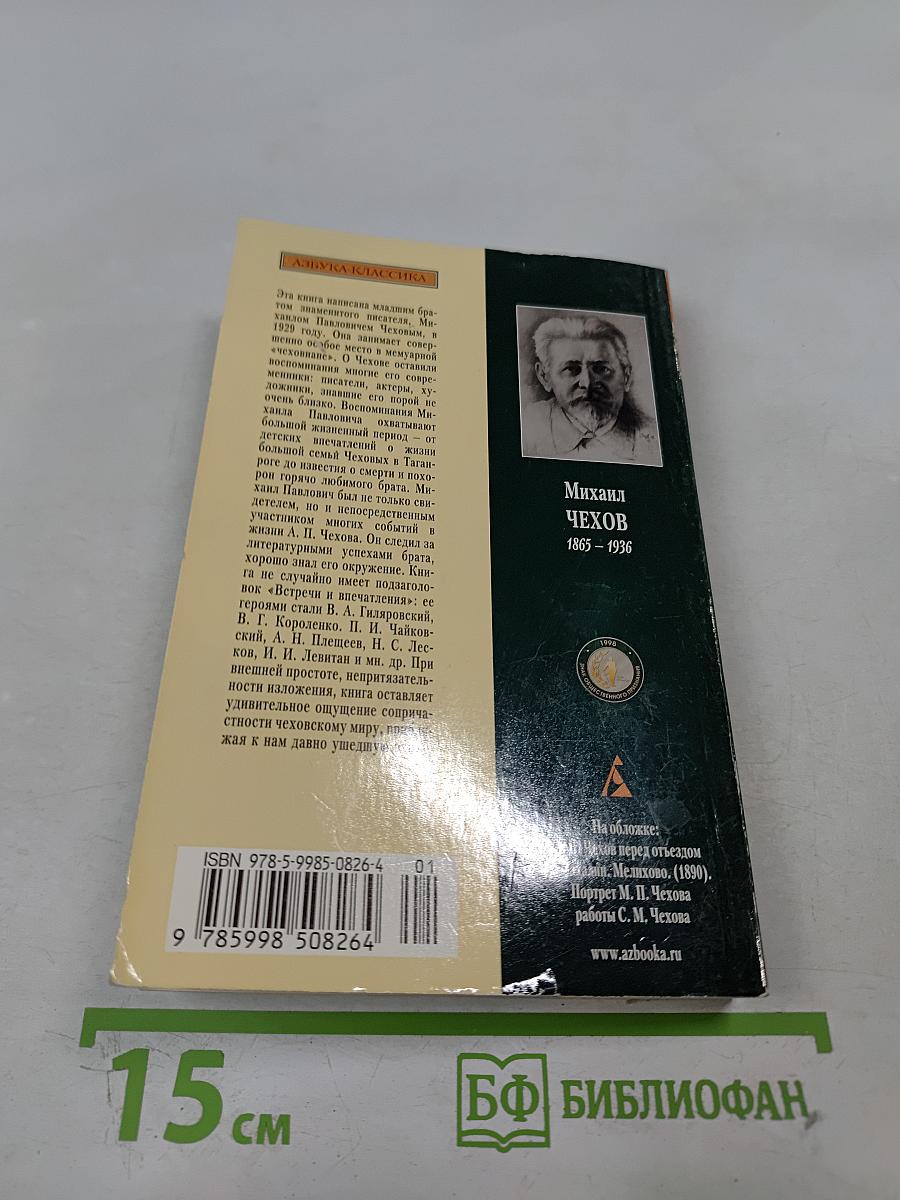 АЗБУКА-КЛАССИКА
Эта книга написана младшим бра-
том знаменитого писателя, Ми-
хаилом Павловичем Чеховым, в
1929 году. Она занимает совер-
шенно особое место в мемуарной
«чеховиане». О Чехове оставили
воспоминания многие его совре-
менники: писатели, актеры, ху-
дожники, знавшие его порой не
очень близко. Воспоминания Ми-
хаила Павловича охватывают
большой жизненный период – от
детских впечатлений о жизни
большой семьи Чеховых в Таган-
роге до известия о смерти и похо-
рон горячо любимого брата. Ми-
хаил Павлович был не только сви-
детелем, но и непосредственным
участником многих событий в
жизни А. П. Чехова. Он следил за
литературными успехами брата,
хорошо знал его окружение. Кни-
га не случайно имеет подзаголо-
вок «Встречи и впечатления»: ее
героями стали В. А. Гиляровский,
В. Г. Короленко, П. И. Чайков-
ский, А. Н. Плещеев, Н. С. Лес-
ков, И. И. Левитан и мн. др. При
внешней простоте, непритязатель-
ности изложения, книга оставляет
удивительное ощущение соприча-
стности чеховскому миру,
жая к нам давно
ISBN 978-5-9985-0826-4 01
9 785998 508264
Михаил
ЧЕХОВ
1865 – 1936
1998
ЗНАК ОБЩЕСТВЕННОГО ПРИЗНАНИЯ
На обложке:
Чехов перед отъездом
Мелихово. (1890).
Портрет М. П. Чехова
работы С. М. Чехова
www.azbooka.ru
15 см
БФ БИБЛИОФАН